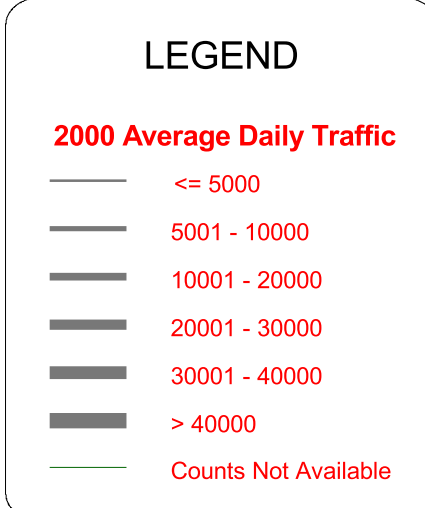 LEGEND
2000 Average Daily Traffic
<= 5000
5001 - 10000
10001 - 20000
20001 - 30000
30001 - 40000
> 40000
Counts Not Available